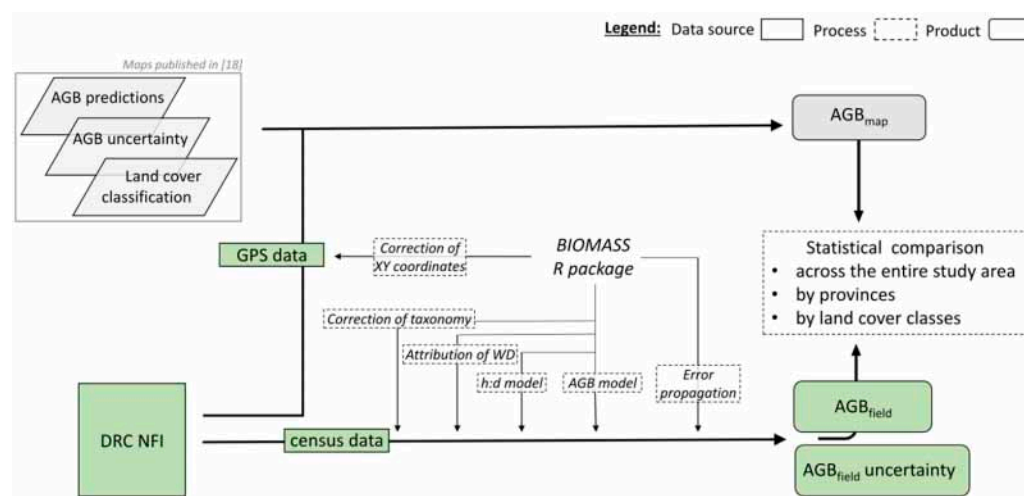 Legend: Data source Process Product
Maps published in [18]
AGB predictions
AGB uncertainty
Land cover
classification
AGBmap
GPS data
Correction of
XY coordinates
BIOMASS
R package
Statistical comparison
• across the entire study area
• by provinces
• by land cover classes
Correction of taxonomy
Attribution of WD
h:d model
AGB model
Error
propagation
DRC NFI
census data
AGBfield
AGBfield uncertainty